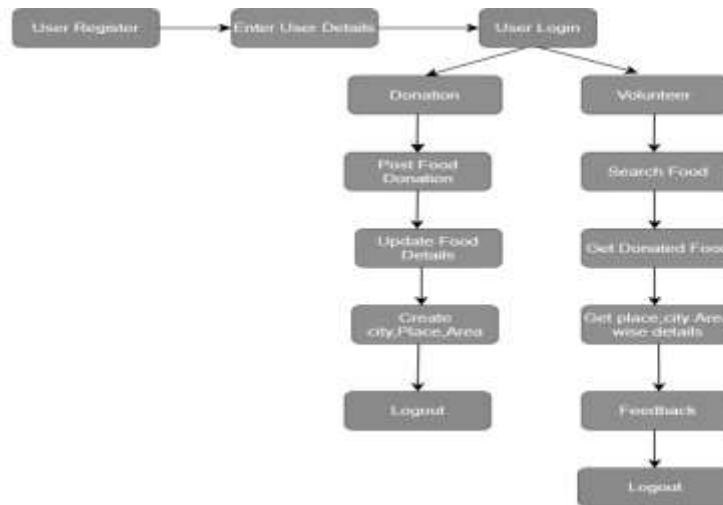 User Register
Enter User Details
User Login
Donation
Volunteer
Post Food
Donation
Search Food
Update Food
Details
Get Donated Food
Create
city,Place,Area
Get place,city Area
wise details
Logout
Feedback
Logout